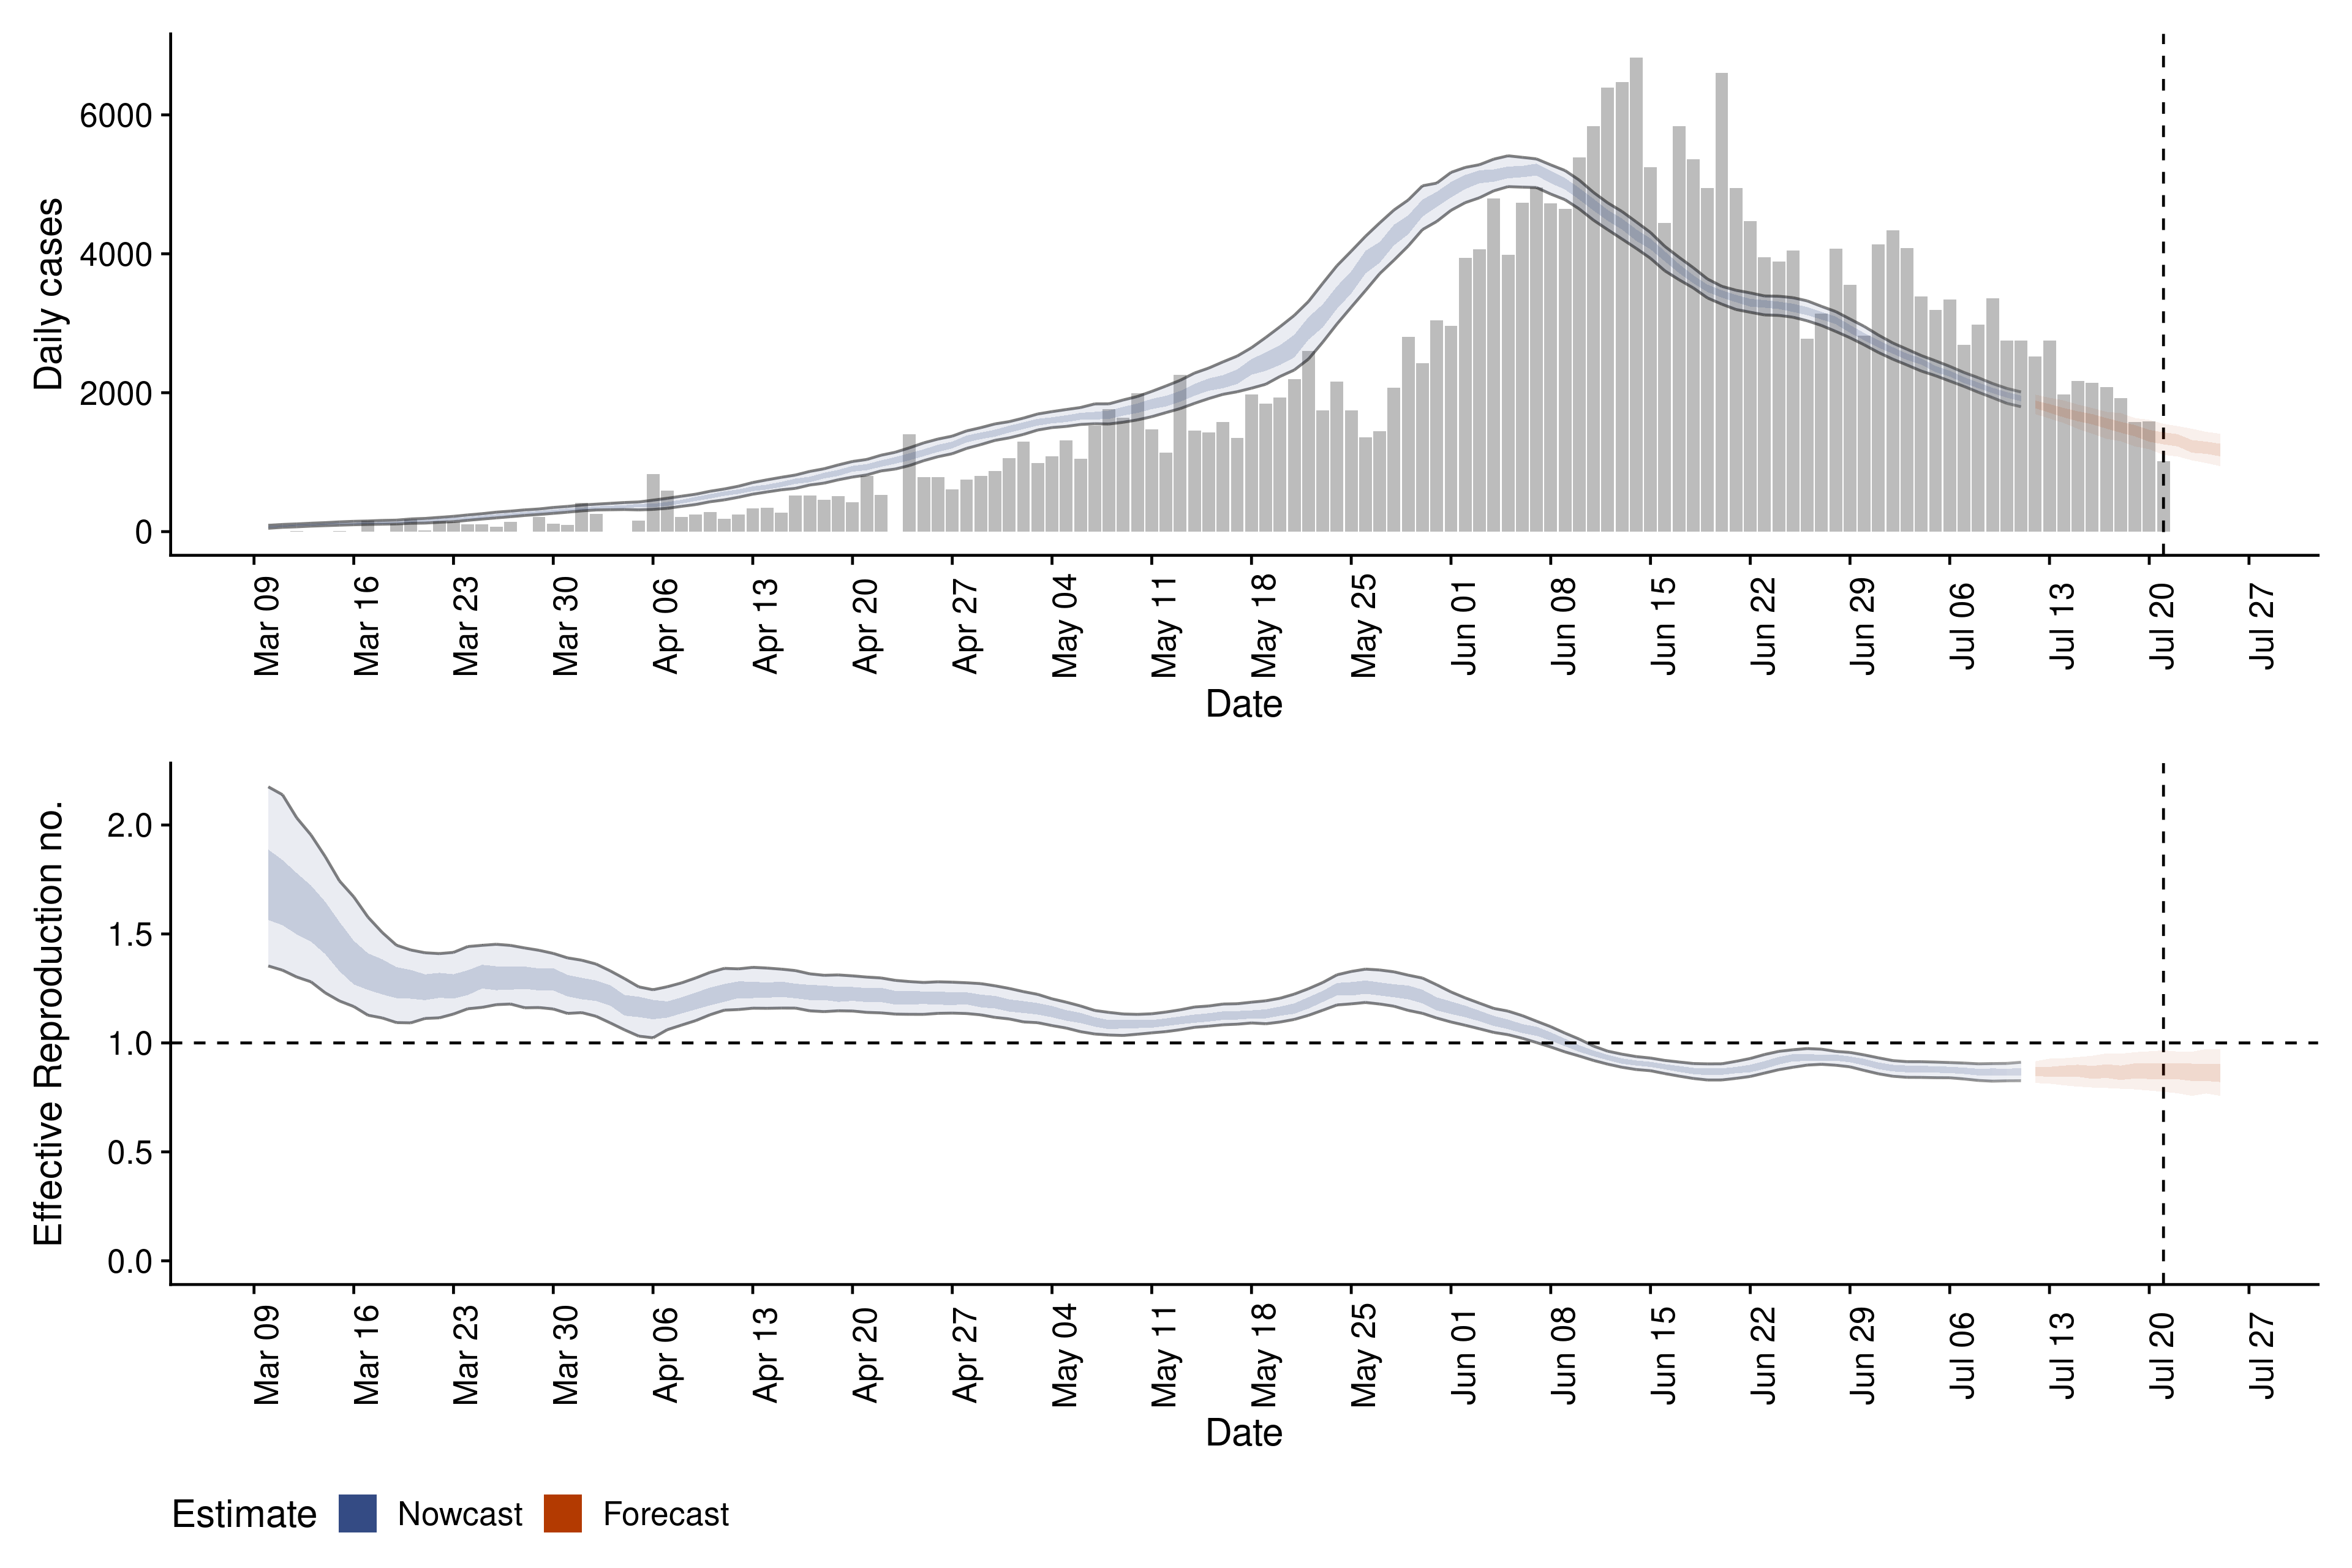 Daily cases
6000
4000
2000
0
Mar 09 Mar 16 Mar 23 Mar 30 Apr 06 Apr 13 Apr 20 Apr 27 May 04 May 11 May 18 May 25 Jun 01 Jun 08 Jun 15 Jun 22 Jun 29 Jul 06 Jul 13 Jul 20 Jul 27
Date
Effective Reproduction no.
2.0
1.5
1.0
0.5
0.0
Mar 09 Mar 16 Mar 23 Mar 30 Apr 06 Apr 13 Apr 20 Apr 27 May 04 May 11 May 18 May 25 Jun 01 Jun 08 Jun 15 Jun 22 Jun 29 Jul 06 Jul 13 Jul 20 Jul 27
Date
Estimate Nowcast Forecast